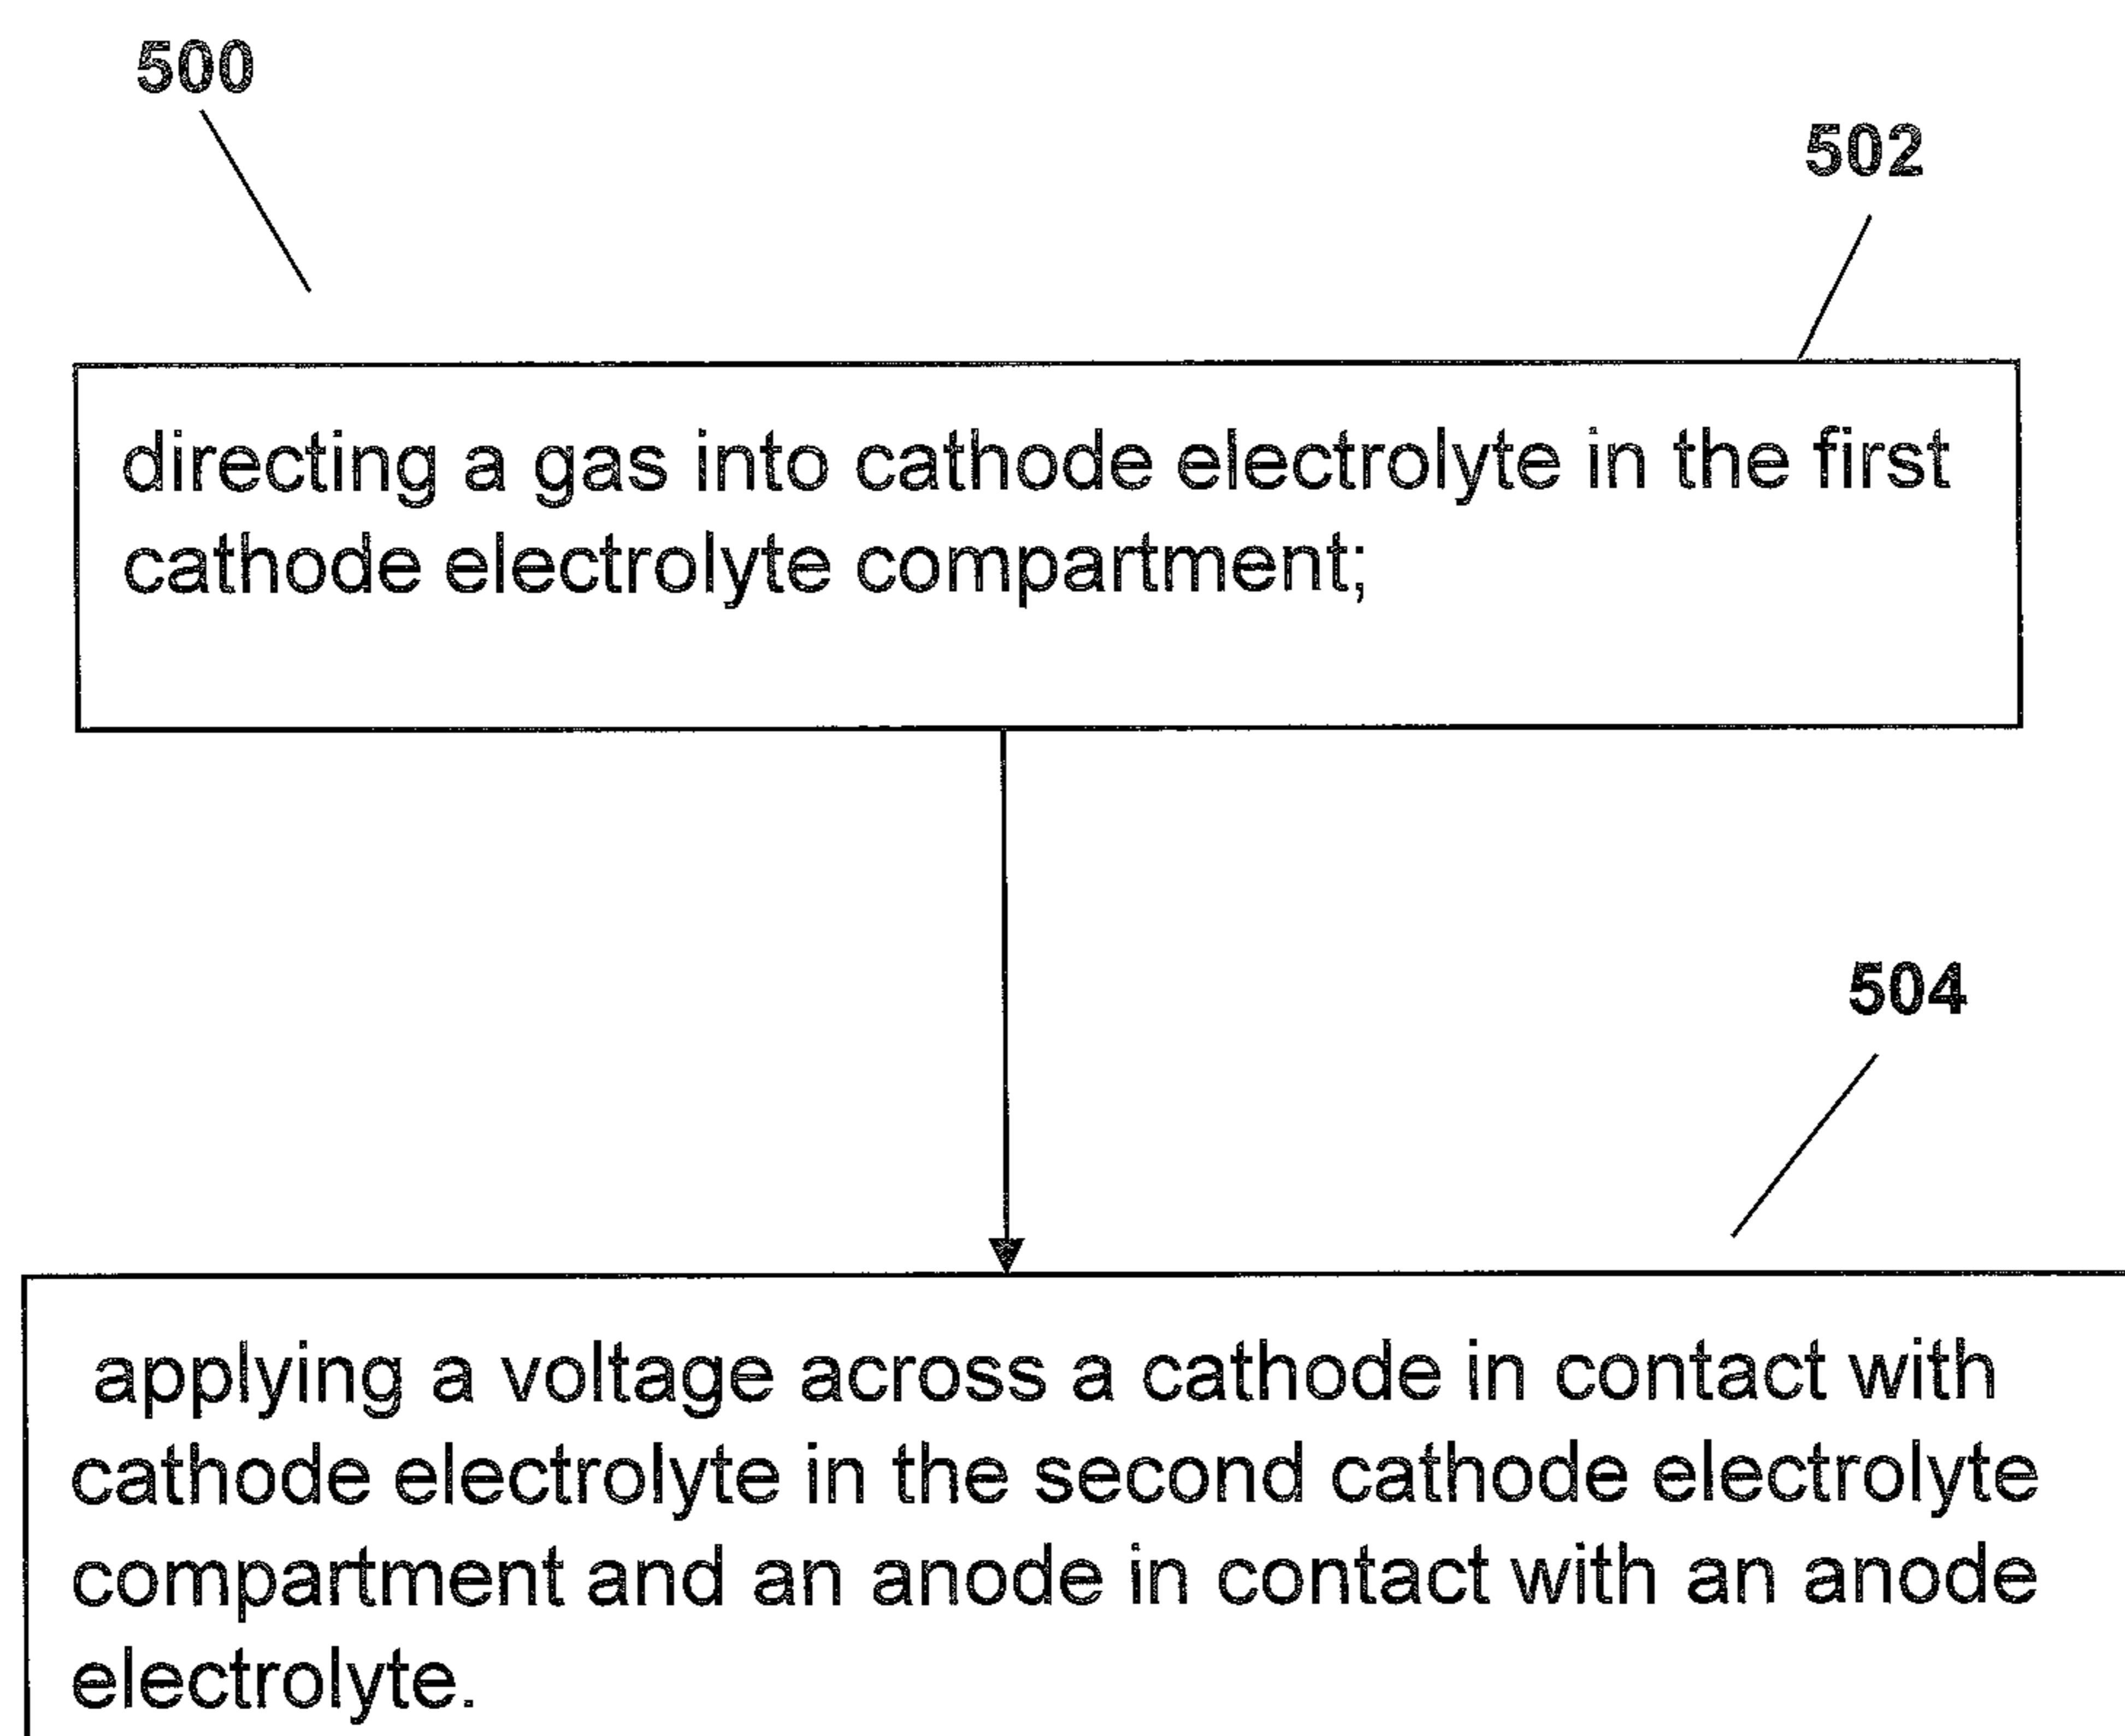 500
502
directing a gas into cathode electrolyte in the first
cathode electrolyte compartment;
504
applying a voltage across a cathode in contact with
cathode electrolyte in the second cathode electrolyte
compartment and an anode in contact with an anode
electrolyte.